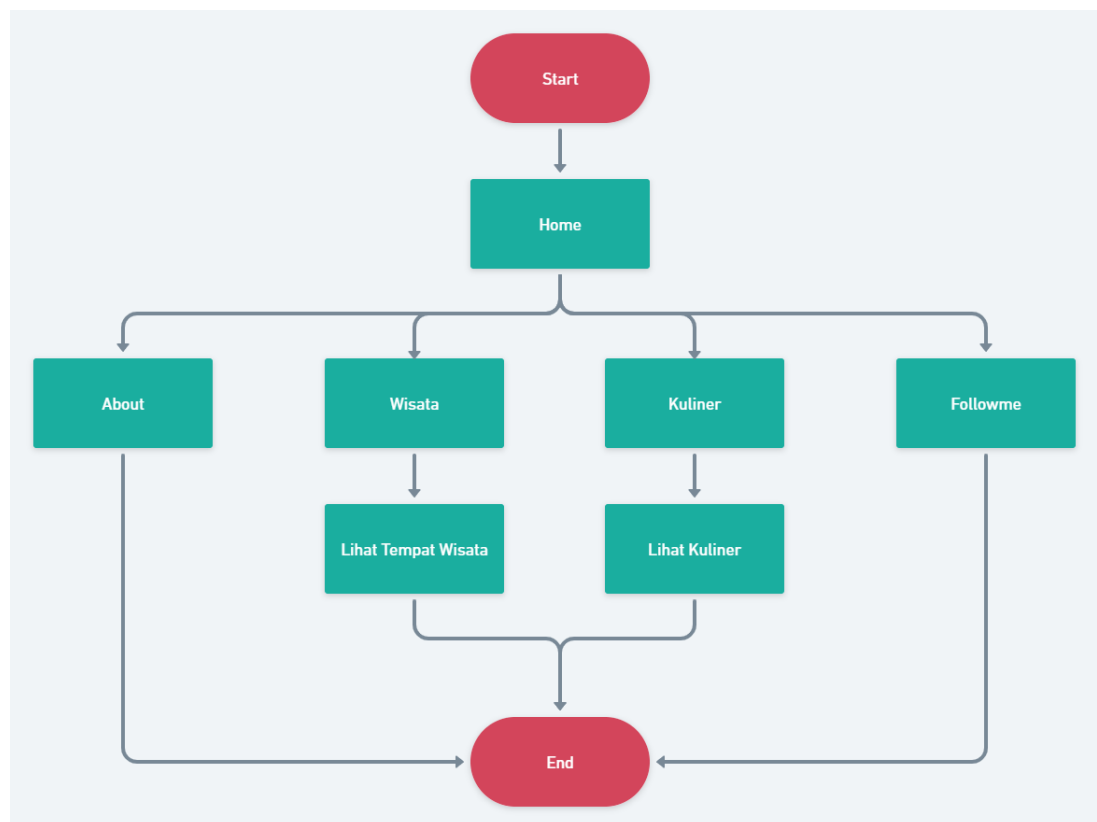 Start
Home
About
Wisata
Kuliner
Followme
Lihat Tempat Wisata
Lihat Kuliner
End